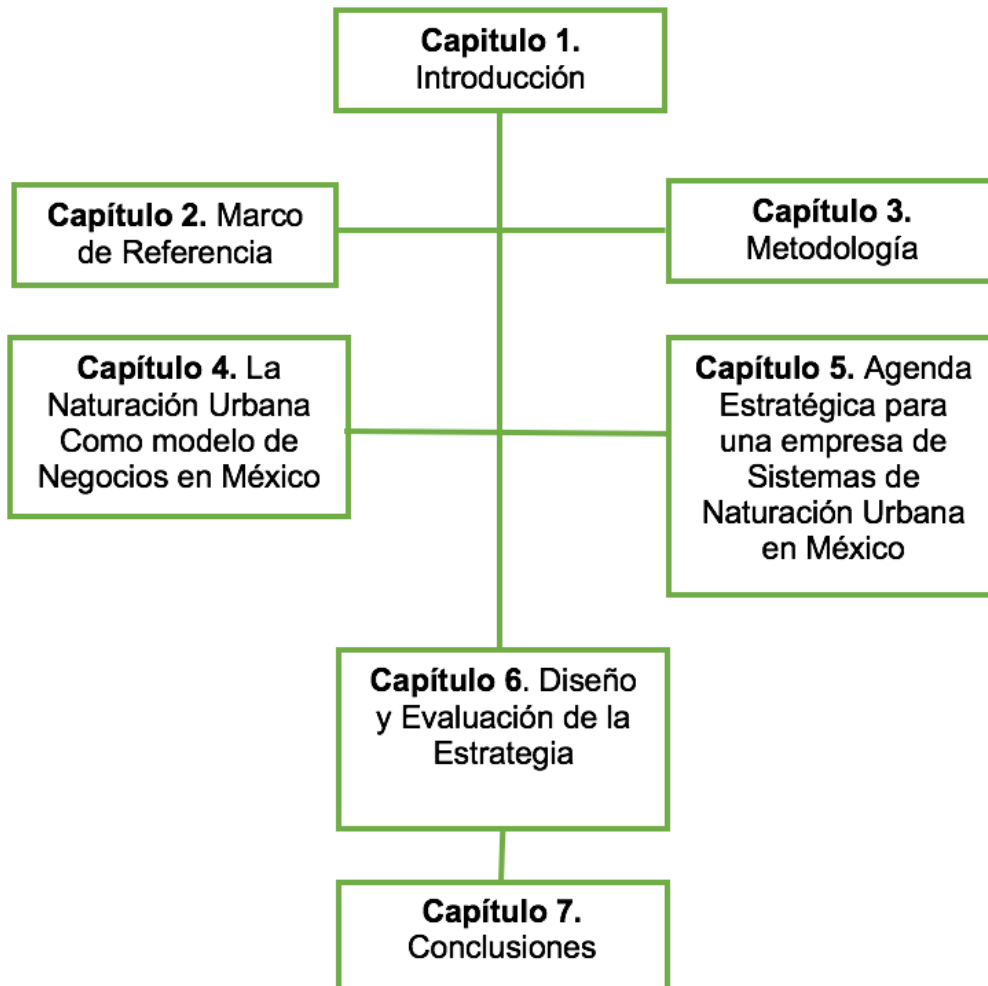 Capitulo 1.
Introducción
Capítulo 2. Marco
de Referencia
Capítulo 3.
Metodología
Capítulo 4. La
Naturación Urbana
Como modelo de
Negocios en México
Capítulo 5. Agenda
Estratégica para
una empresa de
Sistemas de
Naturación Urbana
en México
Capítulo 6. Diseño
y Evaluación de la
Estrategia
Capítulo 7.
Conclusiones